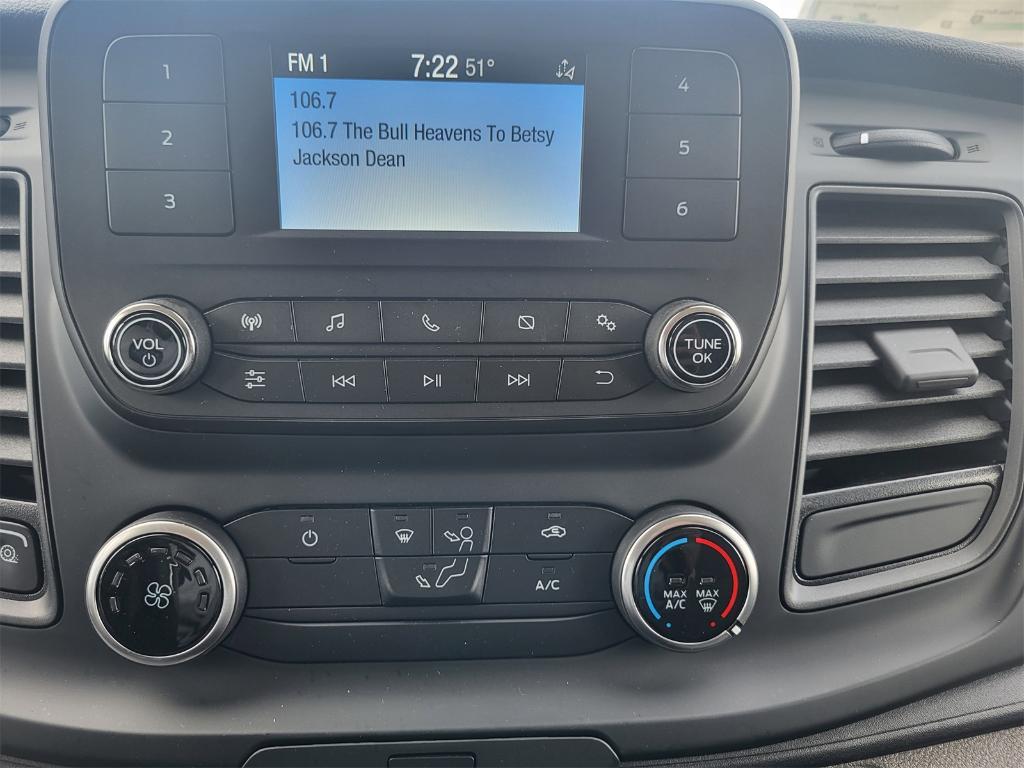 FM 1 7:22 51°
106.7
106.7 The Bull Heavens To Betsy
Jackson Dean
1
2
3
4
5
6
VOL
TUNE
OK
A/C
MAX
A/C
MAX